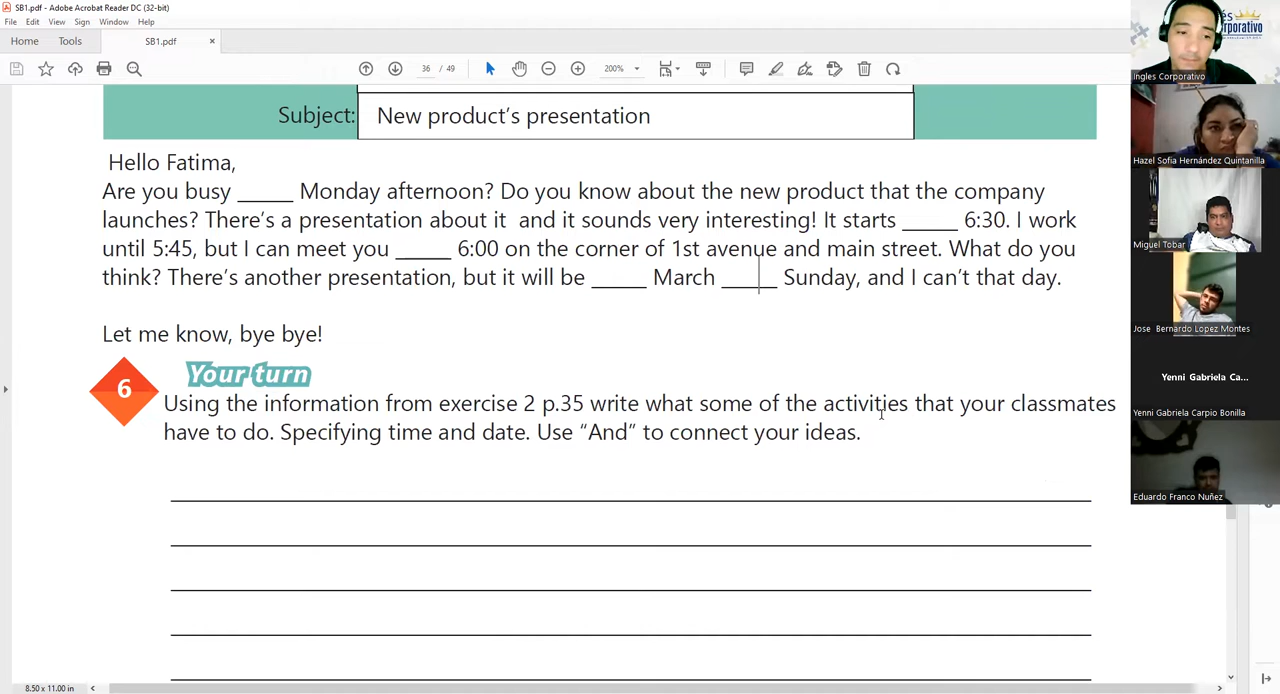 SB1.pdf - Adobe Acrobat Reader DC (32-bit)
File Edit View Sign Window Help
Home Tools SB1.pdf ×
36 / 49 200%
Subject: New product's presentation
Hello Fatima,
Are you busy _____ Monday afternoon? Do you know about the new product that the company
launches? There's a presentation about it and it sounds very interesting! It starts _____ 6:30. I work
until 5:45, but I can meet you _____ 6:00 on the corner of 1st avenue and main street. What do you
think? There's another presentation, but it will be _____ March _____ Sunday, and I can't that day.
Let me know, bye bye!
6 Your turn
Using the information from exercise 2 p.35 write what some of the activities that your classmates
have to do. Specifying time and date. Use “And” to connect your ideas.
8.50 x 11.00 in
Ingles Corporativo
Hazel Sofia Hernández Quintanilla
Miguel Tobar
Jose Bernardo Lopez Montes
Yenni Gabriela Ca...
Yenni Gabriela Carpio Bonilla
Eduardo Franco Nuñez